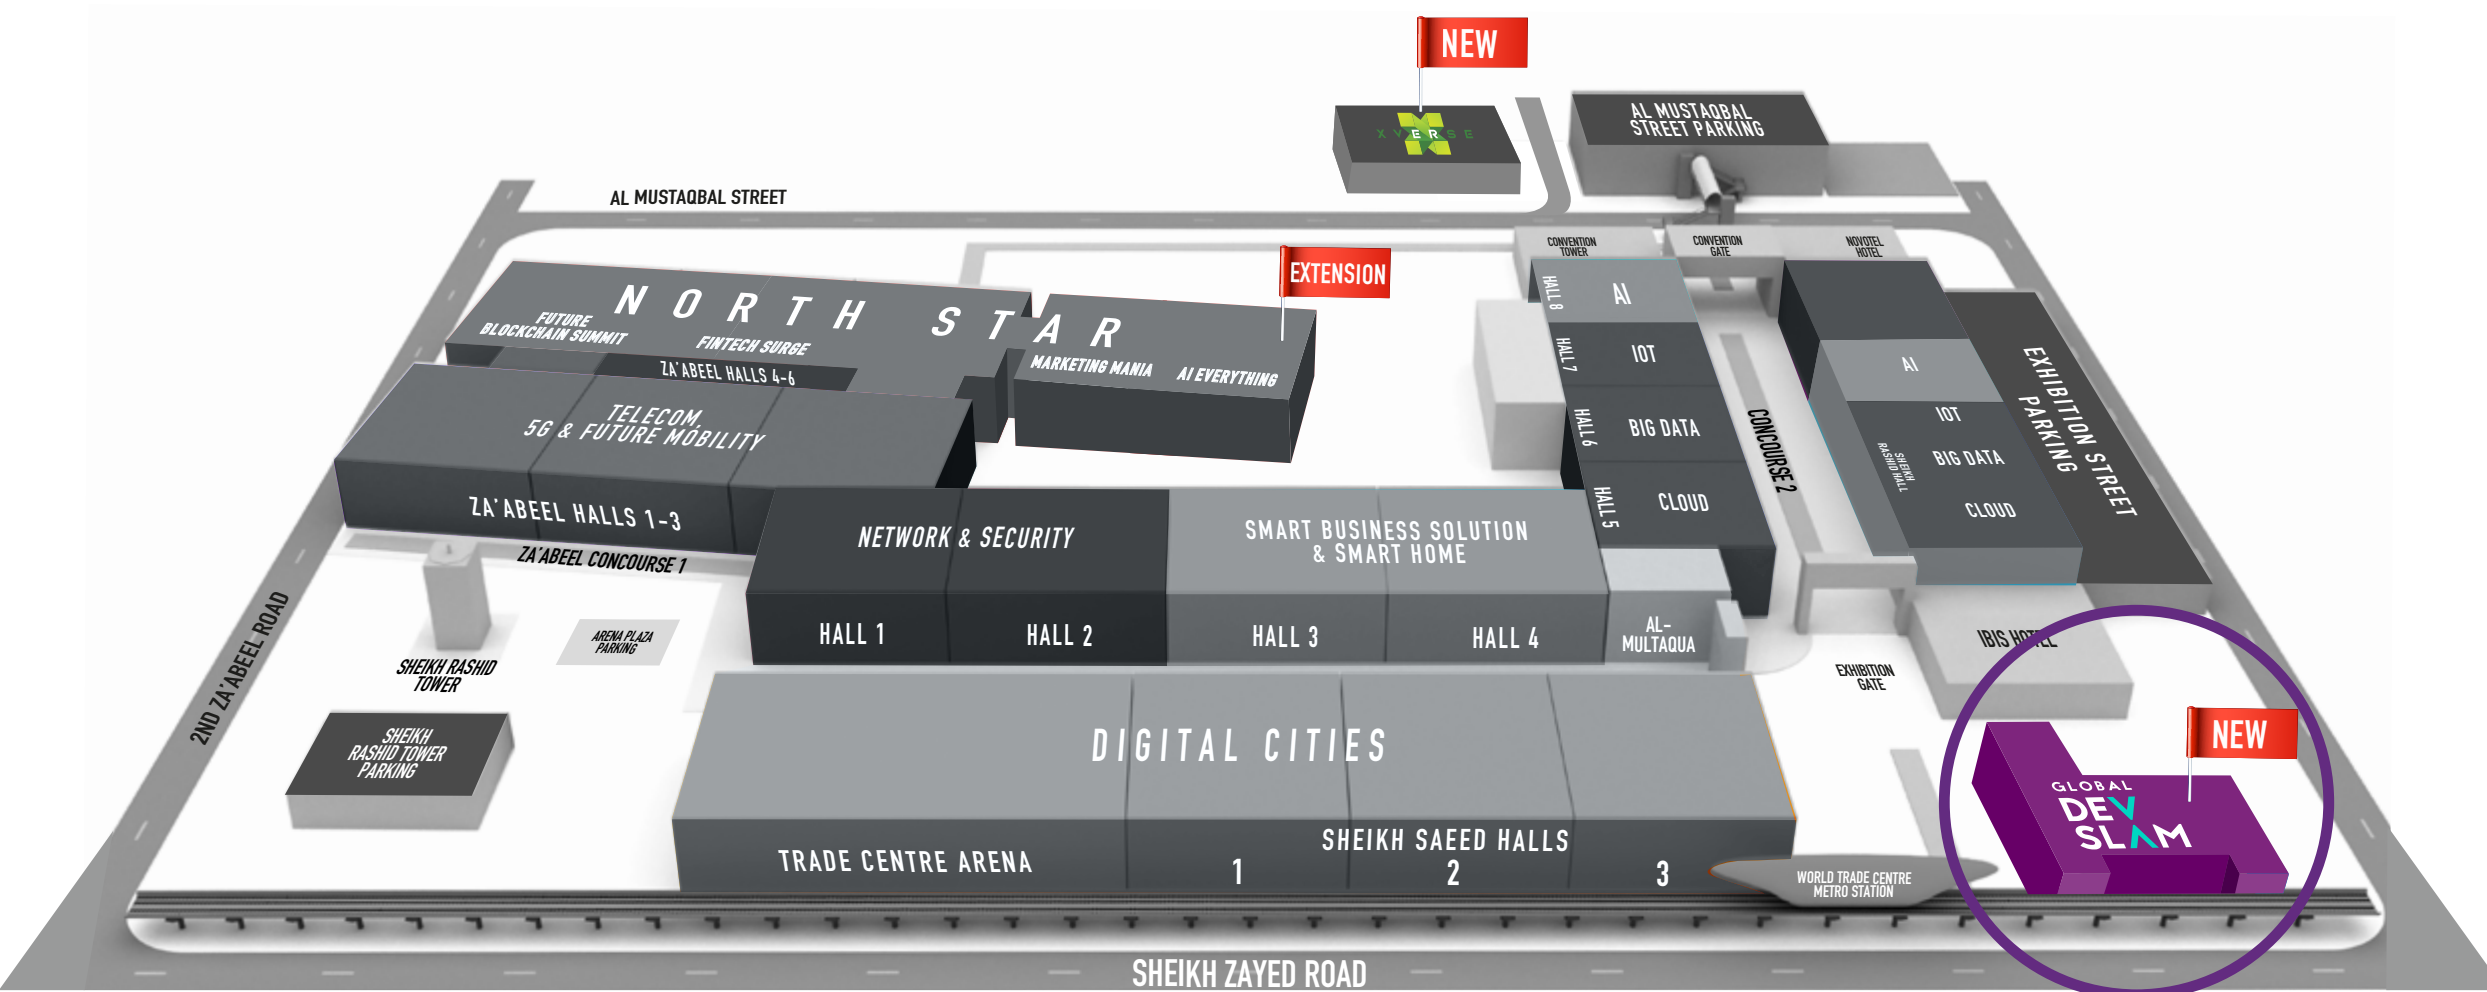 NEW
XVERSE
AL MUSTAQBAL
STREET PARKING
AL MUSTAQBAL STREET
CONVENTION
TOWER
CONVENTION
GATE
NOVOTEL
HOTEL
EXTENSION
NORTH STAR
FUTURE
BLOCKCHAIN SUMMIT
FINTECH SURGE
MARKETING MANIA
AI EVERYTHING
ZA'ABEEL HALLS 4-6
TELECOM,
5G & FUTURE MOBILITY
ZA'ABEEL HALLS 1-3
ZA'ABEEL CONCOURSE 1
HALL 8
AI
HALL 7
IOT
HALL 6
BIG DATA
HALL 5
CLOUD
CONCOURSE 2
AI
IOT
BIG DATA
CLOUD
SHEIKH
RASHID HALL
EXHIBITION STREET
PARKING
NETWORK & SECURITY
SMART BUSINESS SOLUTION
& SMART HOME
HALL 1
HALL 2
HALL 3
HALL 4
AL-
MULTAQUA
2ND ZA'ABEEL ROAD
ARENA PLAZA
PARKING
SHEIKH RASHID
TOWER
SHEIKH
RASHID TOWER
PARKING
IBIS HOTEL
EXHIBITION
GATE
DIGITAL CITIES
TRADE CENTRE ARENA
SHEIKH SAEED HALLS
1
2
3
WORLD TRADE CENTRE
METRO STATION
NEW
GLOBAL
DEV
SLAM
SHEIKH ZAYED ROAD